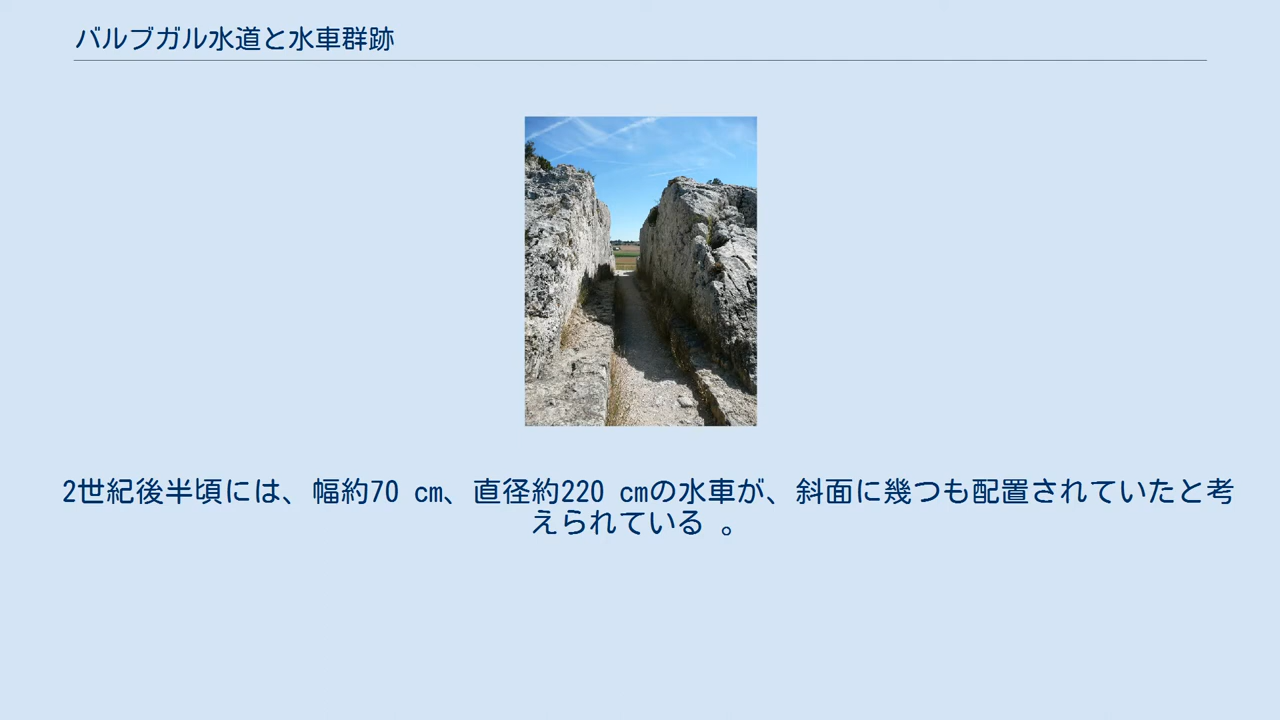 バルブガル水道と水車群跡
2世紀後半頃には、幅約70 cm、直径約220 cmの水車が、斜面に幾つも配置されていたと考
えられている 。